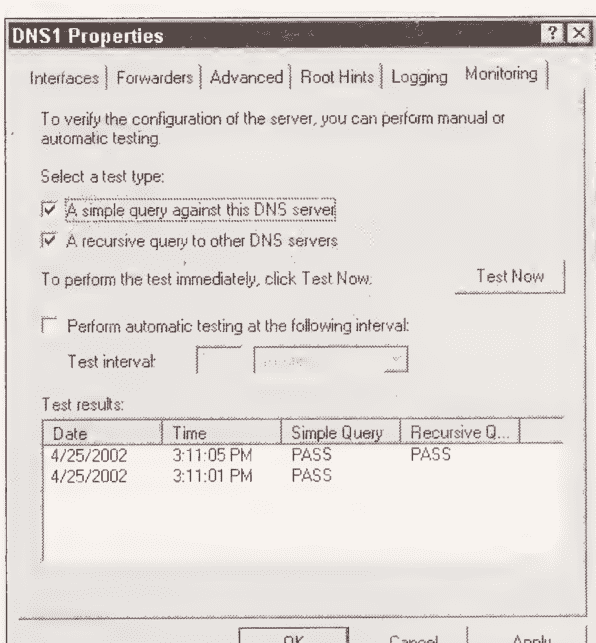 DNS1 Properties ? X
Interfaces Forwarders Advanced Root Hints Logging Monitoring
To verify the configuration of the server, you can perform manual or
automatic testing.
Select a test type:
A simple query against this DNS server
A recursive query to other DNS servers
To perform the test immediately, click Test Now. Test Now
Perform automatic testing at the following interval:
Test interval:
Test results:
Date Time Simple Query Recursive Q...
4/25/2002 3:11:05 PM PASS PASS
4/25/2002 3:11:01 PM PASS
OK Cancel Apply